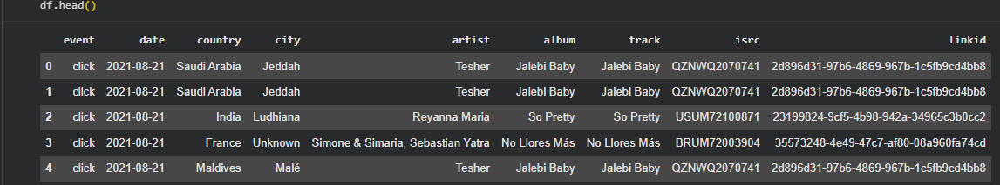 df.head()
event date country city artist album track isrc linkid
0 click 2021-08-21 Saudi Arabia Jeddah Tesher Jalebi Baby Jalebi Baby QZNWQ2070741 2d896d31-97b6-4869-967b-1c5fb9cd4bb8
1 click 2021-08-21 Saudi Arabia Jeddah Tesher Jalebi Baby Jalebi Baby QZNWQ2070741 2d896d31-97b6-4869-967b-1c5fb9cd4bb8
2 click 2021-08-21 India Ludhiana Reyanna Maria So Pretty So Pretty USUM72100871 23199824-9cf5-4b98-942a-34965c3b0cc2
3 click 2021-08-21 France Unknown Simone & Simaria, Sebastian Yatra No Llores Más No Llores Más BRUM72003904 35573248-4e49-47c7-af80-08a960fa74cd
4 click 2021-08-21 Maldives Malé Tesher Jalebi Baby Jalebi Baby QZNWQ2070741 2d896d31-97b6-4869-967b-1c5fb9cd4bb8